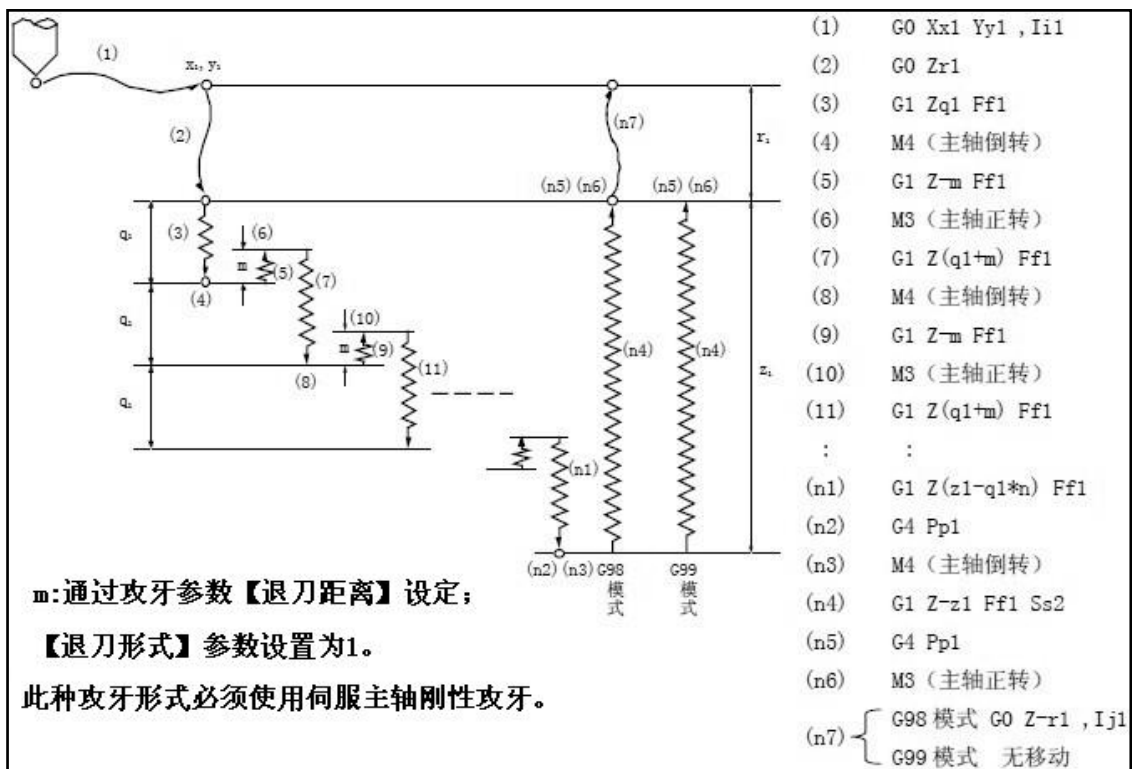 (1) G0 Xx1 Yy1 ,Ii1
(2) G0 Zr1
(3) G1 Zq1 Ff1
(4) M4（主轴倒转）
(5) G1 Z-m Ff1
(6) M3（主轴正转）
(7) G1 Z(q1+m) Ff1
(8) M4（主轴倒转）
(9) G1 Z-m Ff1
(10) M3（主轴正转）
(11) G1 Z(q1+m) Ff1
: :
(n1) G1 Z(z1-q1*n) Ff1
(n2) G4 Pp1
(n3) M4（主轴倒转）
(n4) G1 Z-z1 Ff1 Ss2
(n5) G4 Pp1
(n6) M3（主轴正转）
(n7) G98 模式 G0 Z-r1 ,Ij1
G99 模式 无移动
(1)
x₁, y₁
(2)
(n7)
r₁
(n5)(n6)
(n5)(n6)
q₁
(3)
(6)
m
(5)
(7)
(4)
q₁
(10)
m
(9)
(n4)
(n4)
z₁
(8)
(11)
q₁
(n1)
(n2)(n3)
G98
模
式
G99
模
式
m:通过攻牙参数【退刀距离】设定；
【退刀形式】参数设置为1。
此种攻牙形式必须使用伺服主轴刚性攻牙。